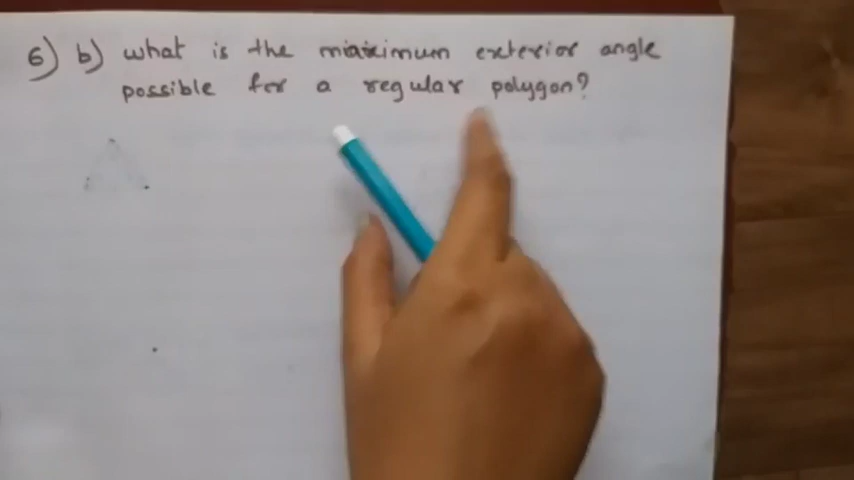 6) b) what is the maximum exterior angle
possible for a regular polygon?